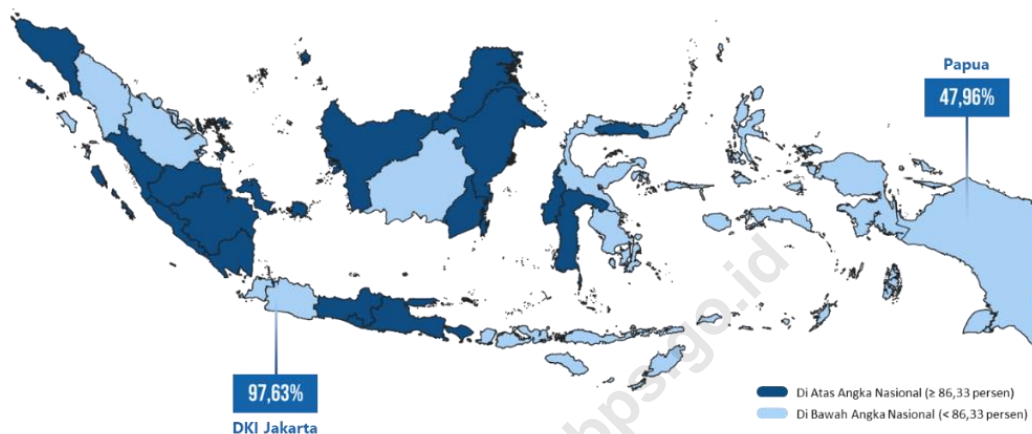 Papua
47,96%
97,63%
DKI Jakarta
Di Atas Angka Nasional (≥ 86,33 persen)
Di Bawah Angka Nasional (< 86,33 persen)
bps.go.id